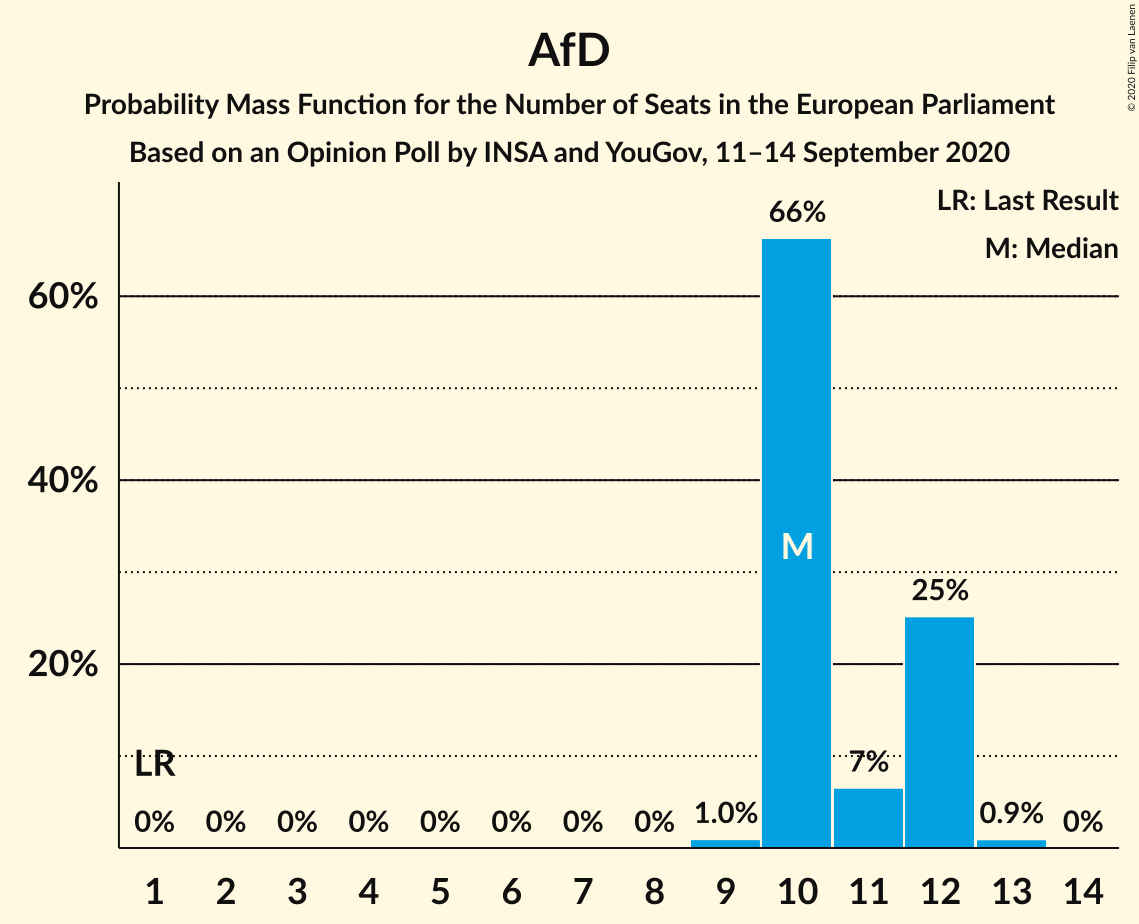 AfD
Probability Mass Function for the Number of Seats in the European Parliament
Based on an Opinion Poll by INSA and YouGov, 11–14 September 2020
© 2020 Filip van Laenen
LR: Last Result
M: Median
60%
40%
20%
66%
M
25%
7%
LR
0% 0% 0% 0% 0% 0% 0% 0% 1.0% 0.9% 0%
1 2 3 4 5 6 7 8 9 10 11 12 13 14